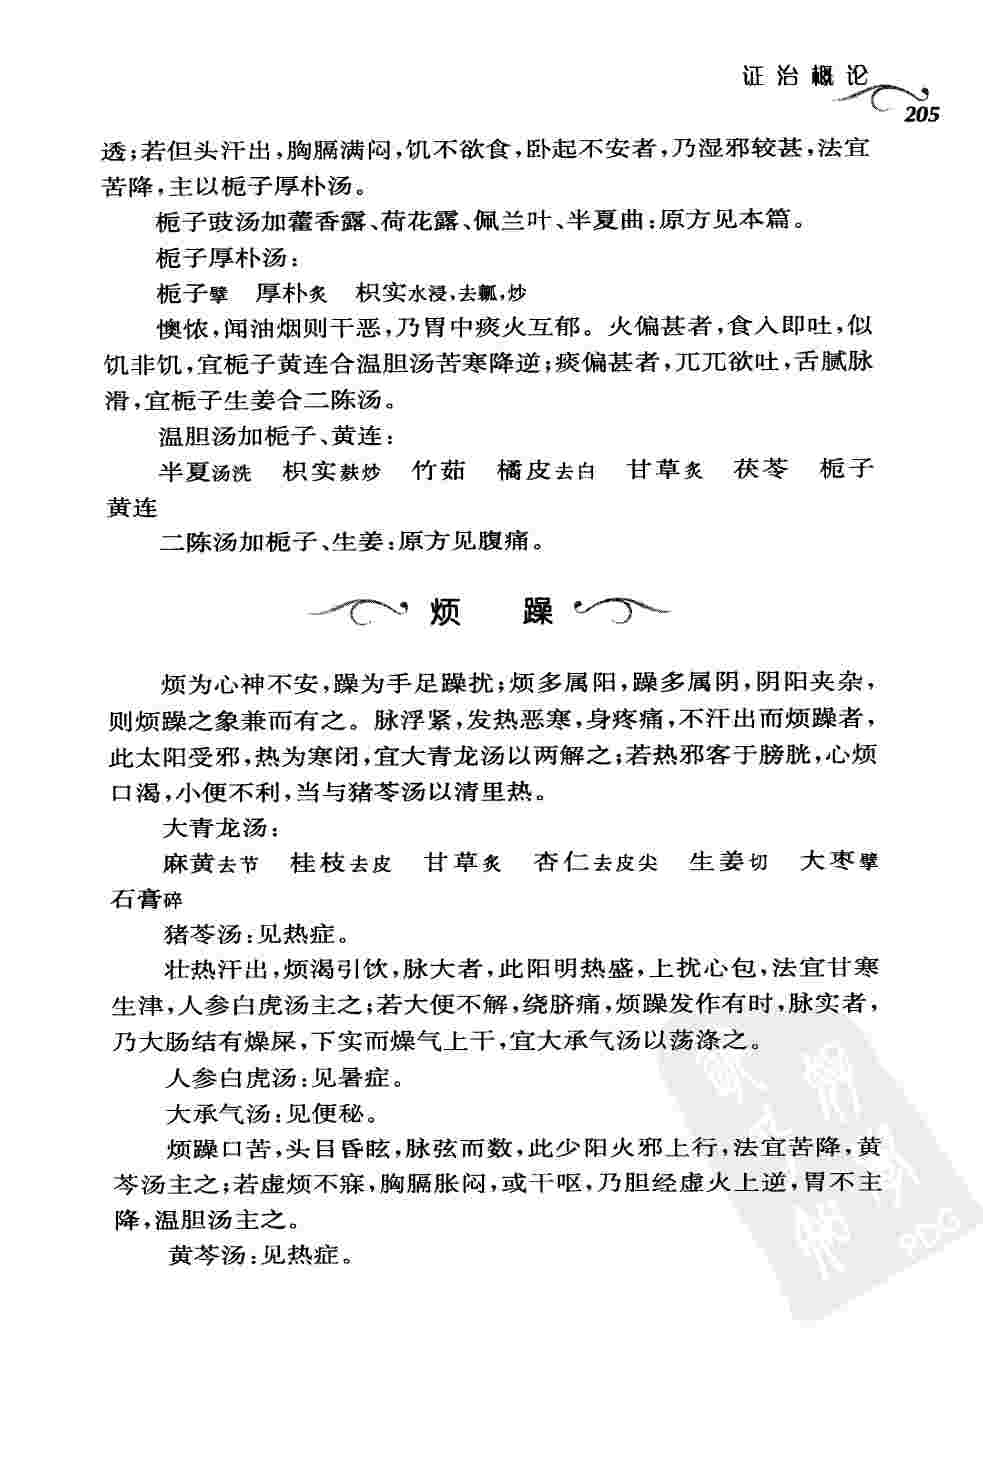 证治概论
205
透;若但头汗出,胸膈满闷,饥不欲食,卧起不安者,乃湿邪较甚,法宜
苦降,主以栀子厚朴汤。
栀子豉汤加藿香露、荷花露、佩兰叶、半夏曲:原方见本篇。
栀子厚朴汤:
栀子擘　厚朴炙　枳实水浸,去瓤,炒
懊侬,闻油烟则干恶,乃胃中痰火互郁。火偏甚者,食入即吐,似
饥非饥,宜栀子黄连合温胆汤苦寒降逆;痰偏甚者,兀兀欲吐,舌腻脉
滑,宜栀子生姜合二陈汤。
温胆汤加栀子、黄连:
半夏汤洗　枳实麸炒　竹茹　橘皮去白　甘草炙　茯苓　栀子
黄连
二陈汤加栀子、生姜:原方见腹痛。
烦　躁
烦为心神不安,躁为手足躁扰;烦多属阳,躁多属阴,阴阳夹杂,
则烦躁之象兼而有之。脉浮紧,发热恶寒,身疼痛,不汗出而烦躁者,
此太阳受邪,热为寒闭,宜大青龙汤以两解之;若热邪客于膀胱,心烦
口渴,小便不利,当与猪苓汤以清里热。
大青龙汤:
麻黄去节　桂枝去皮　甘草炙　杏仁去皮尖　生姜切　大枣擘
石膏碎
猪苓汤:见热症。
壮热汗出,烦渴引饮,脉大者,此阳明热盛,上扰心包,法宜甘寒
生津,人参白虎汤主之;若大便不解,绕脐痛,烦躁发作有时,脉实者,
乃大肠结有燥屎,下实而燥气上干,宜大承气汤以荡涤之。
人参白虎汤:见暑症。
大承气汤:见便秘。
烦躁口苦,头目昏眩,脉弦而数,此少阳火邪上行,法宜苦降,黄
芩汤主之;若虚烦不寐,胸膈胀闷,或干呕,乃胆经虚火上逆,胃不主
降,温胆汤主之。
黄芩汤:见热症。
PDG